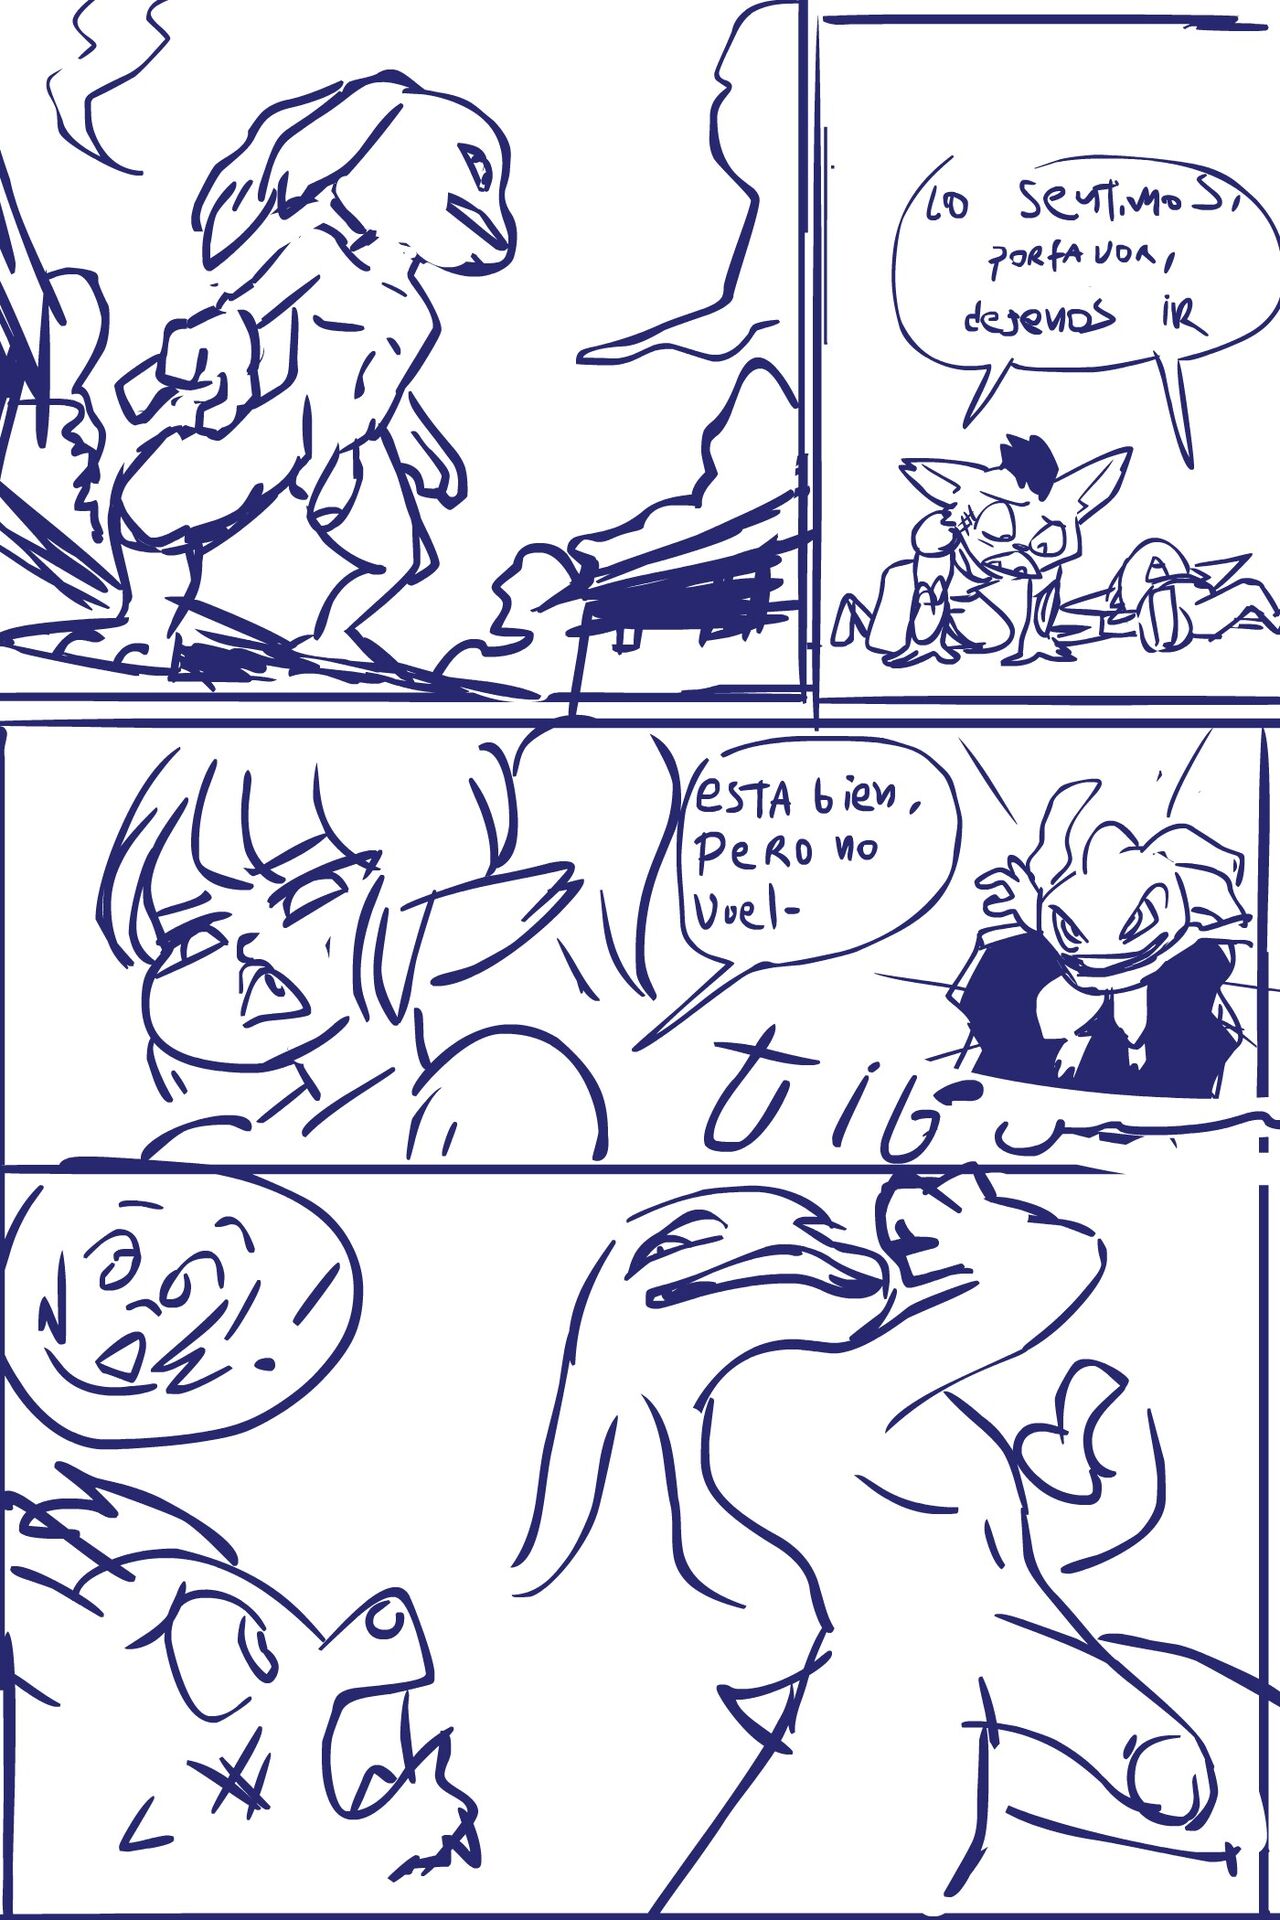 Lo sentimos,
porfavor,
dejenos ir
ESTA bien,
pero no
vuel-